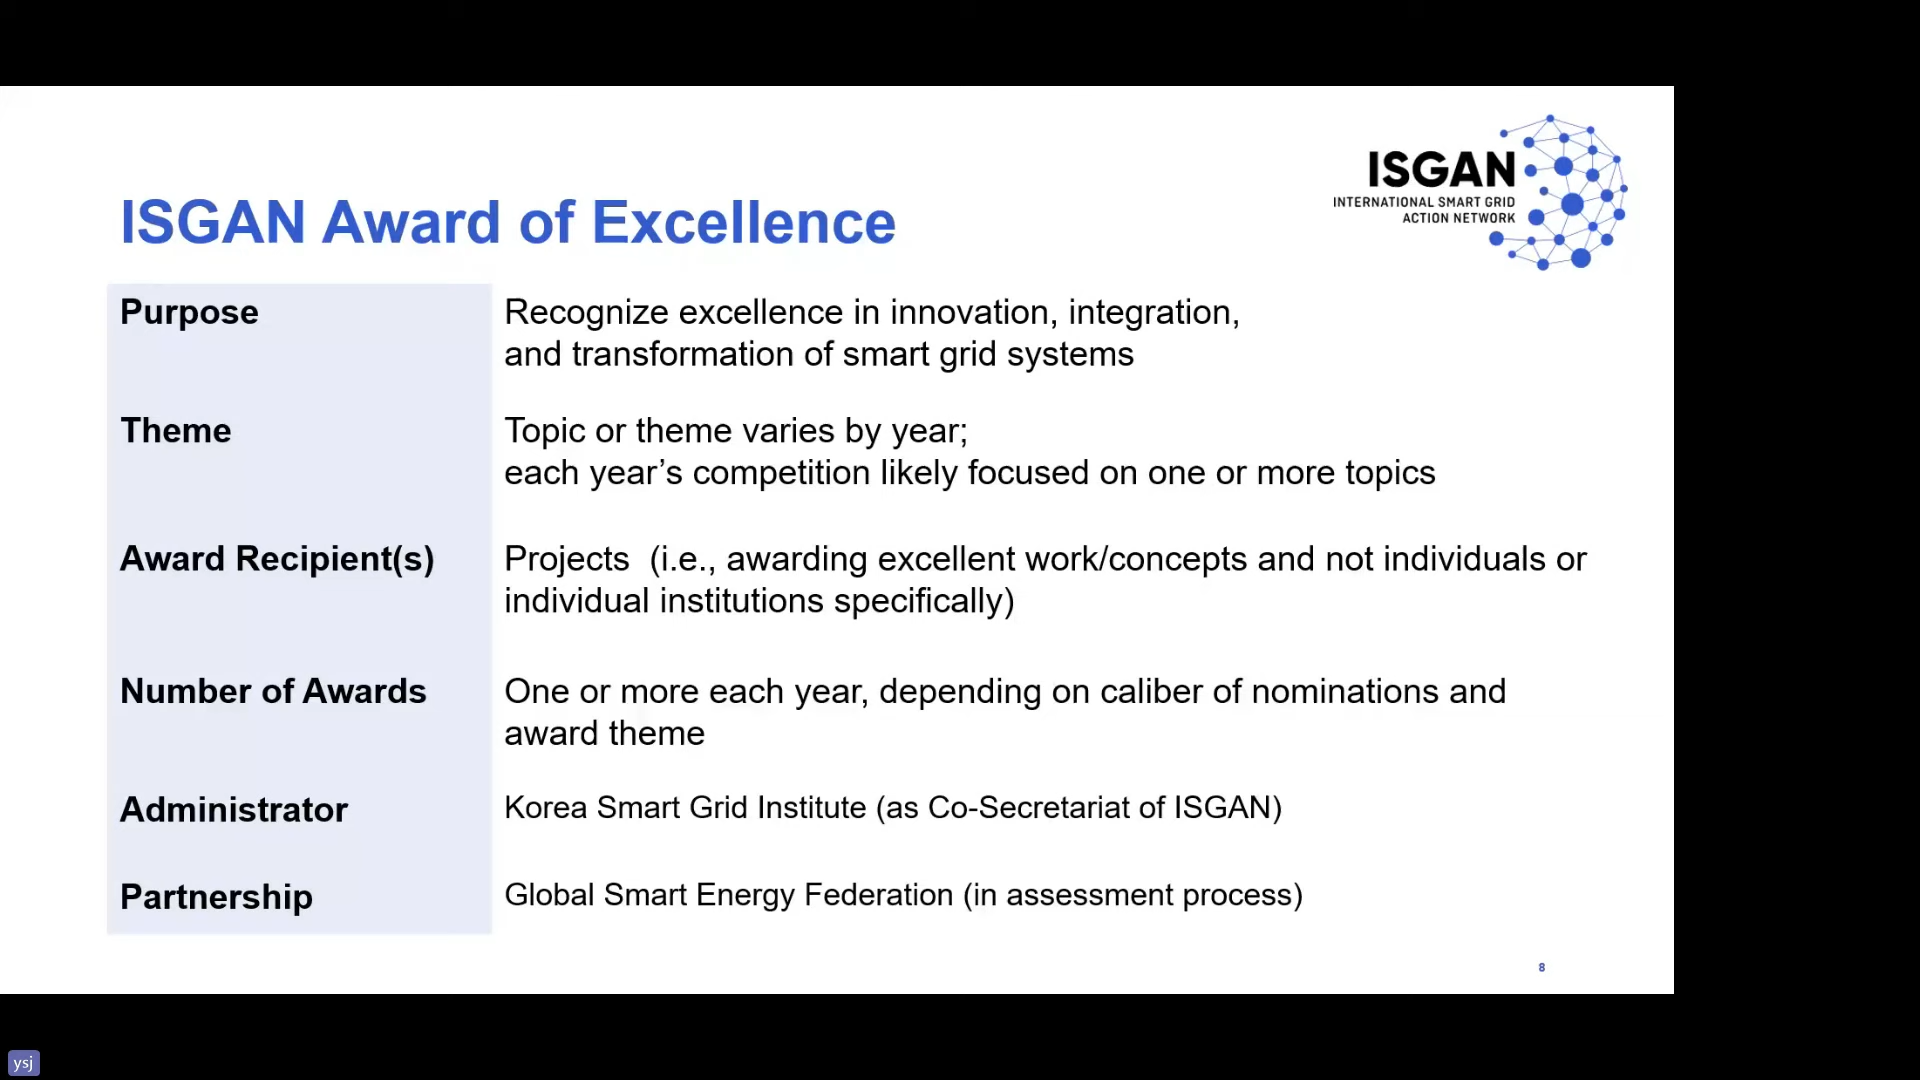 ISGAN
INTERNATIONAL SMART GRID
ACTION NETWORK
ISGAN Award of Excellence
Purpose
Recognize excellence in innovation, integration,
and transformation of smart grid systems
Theme
Topic or theme varies by year;
each year’s competition likely focused on one or more topics
Award Recipient(s)
Projects  (i.e., awarding excellent work/concepts and not individuals or
individual institutions specifically)
Number of Awards
One or more each year, depending on caliber of nominations and
award theme
Administrator
Korea Smart Grid Institute (as Co-Secretariat of ISGAN)
Partnership
Global Smart Energy Federation (in assessment process)
8
ysj